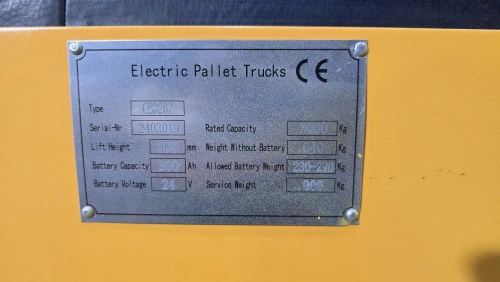 Electric Pallet Trucks CE
Type CBD20Z
Serial-Nr 2403019 Rated Capacity Kg
Lift Height mm Weight Without Battery Kg
Battery Capacity Ah Allowed Battery Weight Kg
Battery Voltage 24 V Service Weight Kg